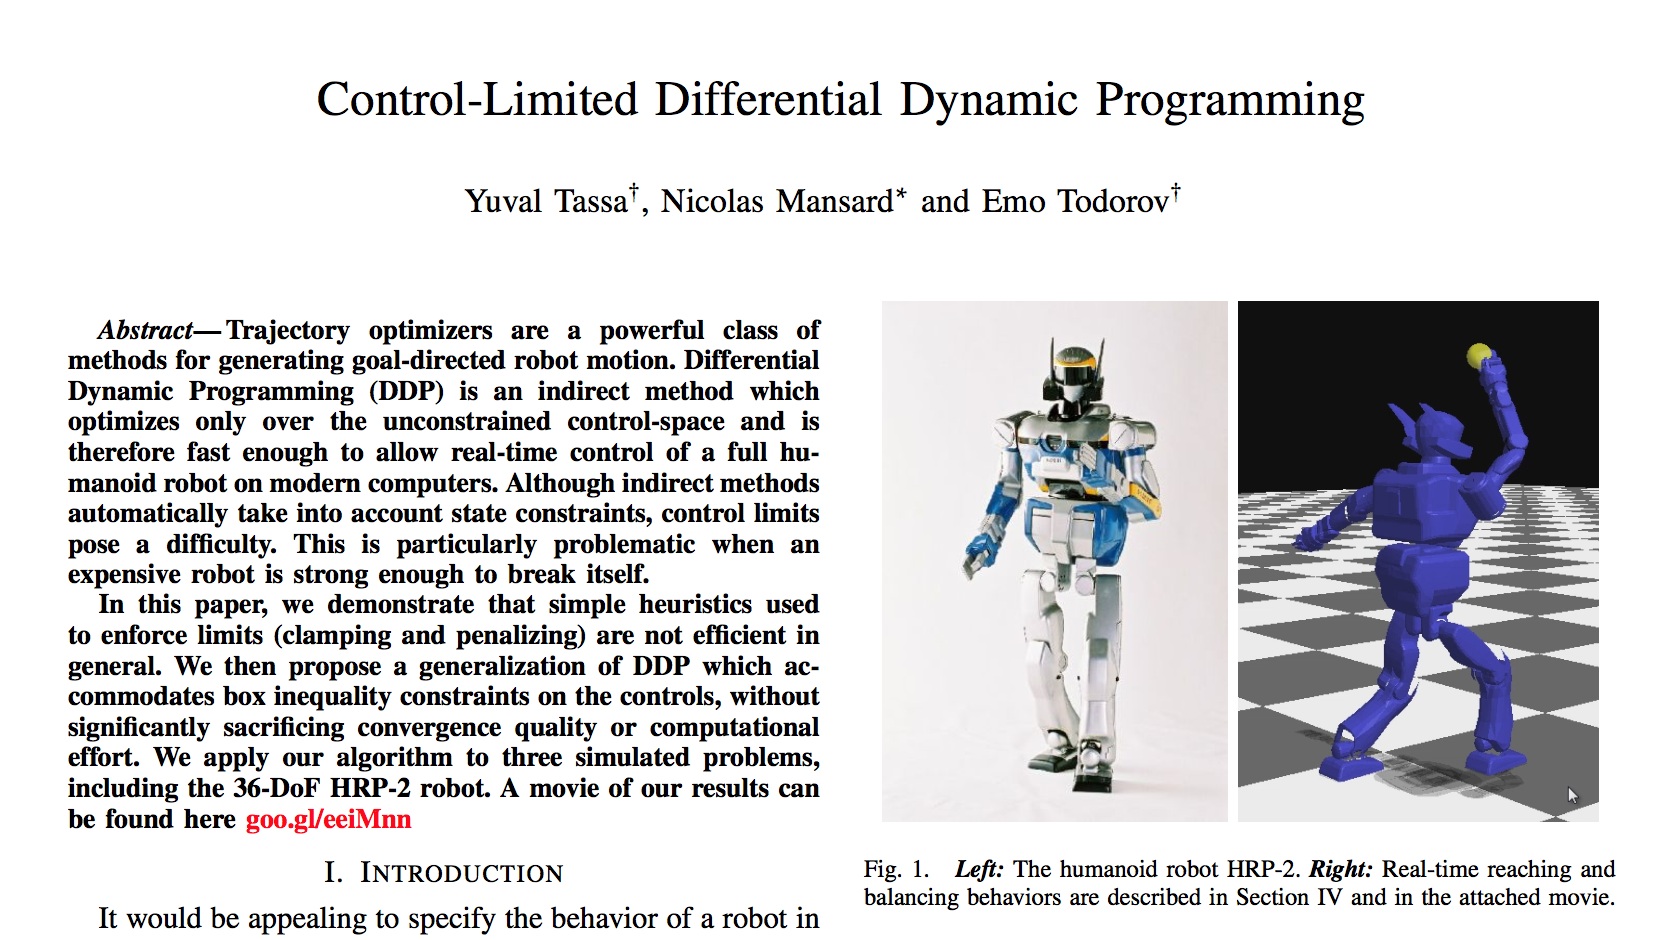 Control-Limited Differential Dynamic Programming
Yuval Tassa†, Nicolas Mansard* and Emo Todorov†
Abstract—Trajectory optimizers are a powerful class of
methods for generating goal-directed robot motion. Differential
Dynamic Programming (DDP) is an indirect method which
optimizes only over the unconstrained control-space and is
therefore fast enough to allow real-time control of a full hu-
manoid robot on modern computers. Although indirect methods
automatically take into account state constraints, control limits
pose a difficulty. This is particularly problematic when an
expensive robot is strong enough to break itself.
In this paper, we demonstrate that simple heuristics used
to enforce limits (clamping and penalizing) are not efficient in
general. We then propose a generalization of DDP which ac-
commodates box inequality constraints on the controls, without
significantly sacrificing convergence quality or computational
effort. We apply our algorithm to three simulated problems,
including the 36-DoF HRP-2 robot. A movie of our results can
be found here goo.gl/eeiMnn
I. INTRODUCTION
It would be appealing to specify the behavior of a robot in
Fig. 1. Left: The humanoid robot HRP-2. Right: Real-time reaching and
balancing behaviors are described in Section IV and in the attached movie.